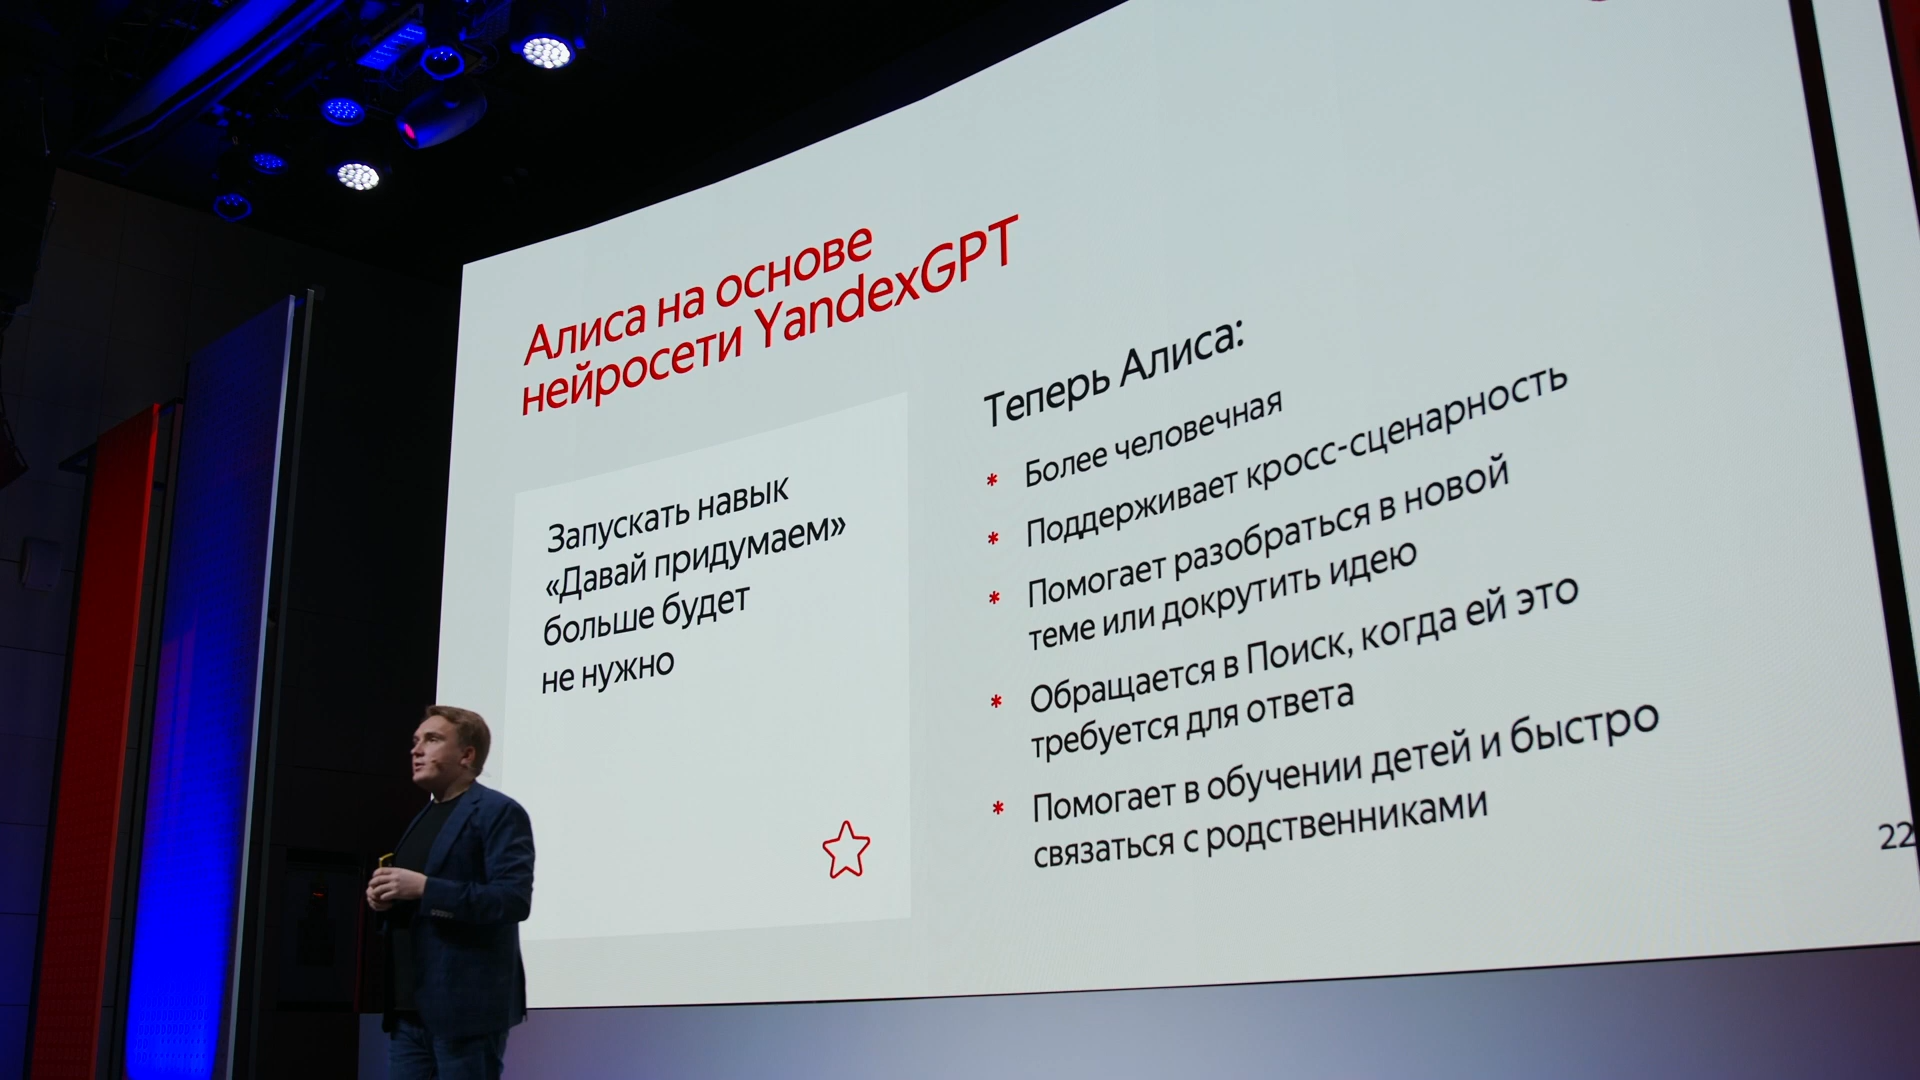 Алиса на основе
нейросети YandexGPT
Запускать навык
«Давай придумаем»
больше будет
не нужно
Теперь Алиса:
* Более человечная
* Поддерживает кросс-сценарность
* Помогает разобраться в новой
теме или докрутить идею
* Обращается в Поиск, когда ей это
требуется для ответа
* Помогает в обучении детей и быстро
связаться с родственниками
22